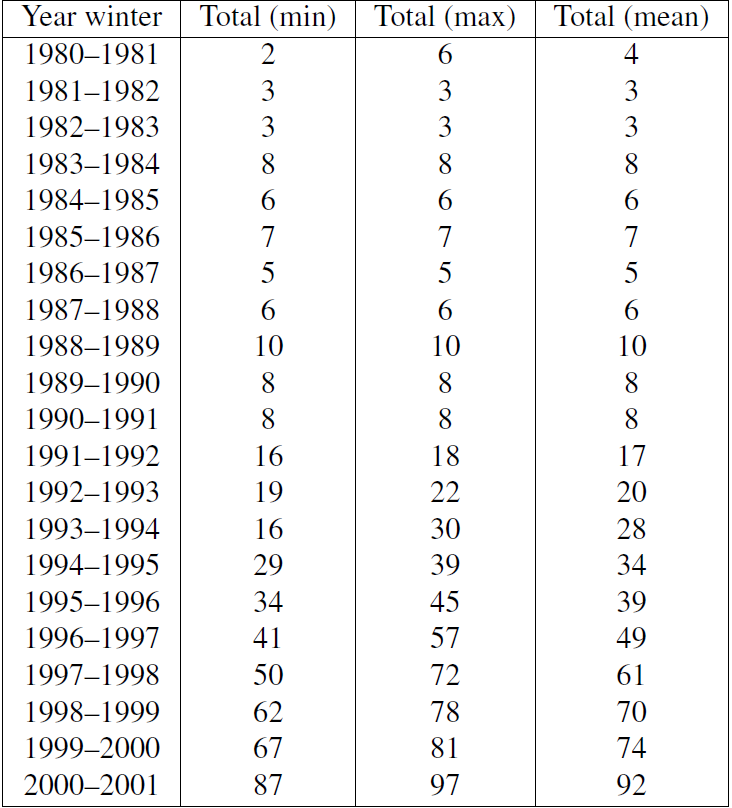 Year winter Total (min) Total (max) Total (mean)
1980–1981 2 6 4
1981–1982 3 3 3
1982–1983 3 3 3
1983–1984 8 8 8
1984–1985 6 6 6
1985–1986 7 7 7
1986–1987 5 5 5
1987–1988 6 6 6
1988–1989 10 10 10
1989–1990 8 8 8
1990–1991 8 8 8
1991–1992 16 18 17
1992–1993 19 22 20
1993–1994 16 30 28
1994–1995 29 39 34
1995–1996 34 45 39
1996–1997 41 57 49
1997–1998 50 72 61
1998–1999 62 78 70
1999–2000 67 81 74
2000–2001 87 97 92